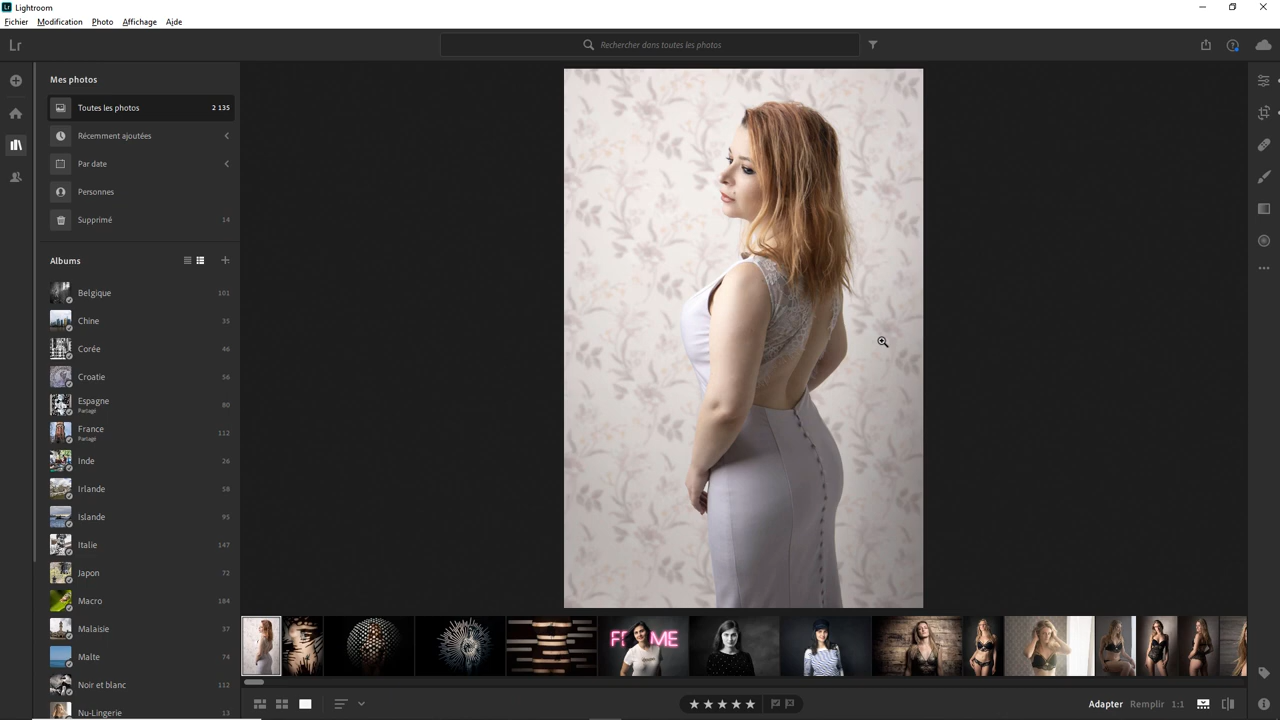 Lr Lightroom
Fichier Modification Photo Affichage Aide
Lr
Rechercher dans toutes les photos
Mes photos
Toutes les photos 2 135
Récemment ajoutées
Par date
Personnes
Supprimé 14
Albums
Belgique 101
Chine 35
Corée 46
Croatie 56
Espagne 80
Partagé
France 112
Partagé
Inde 26
Irlande 58
Islande 95
Italie 147
Japon 72
Macro 184
Malaisie 37
Malte 74
Noir et blanc 112
Nu-Lingerie 13
Adapter Remplir 1:1